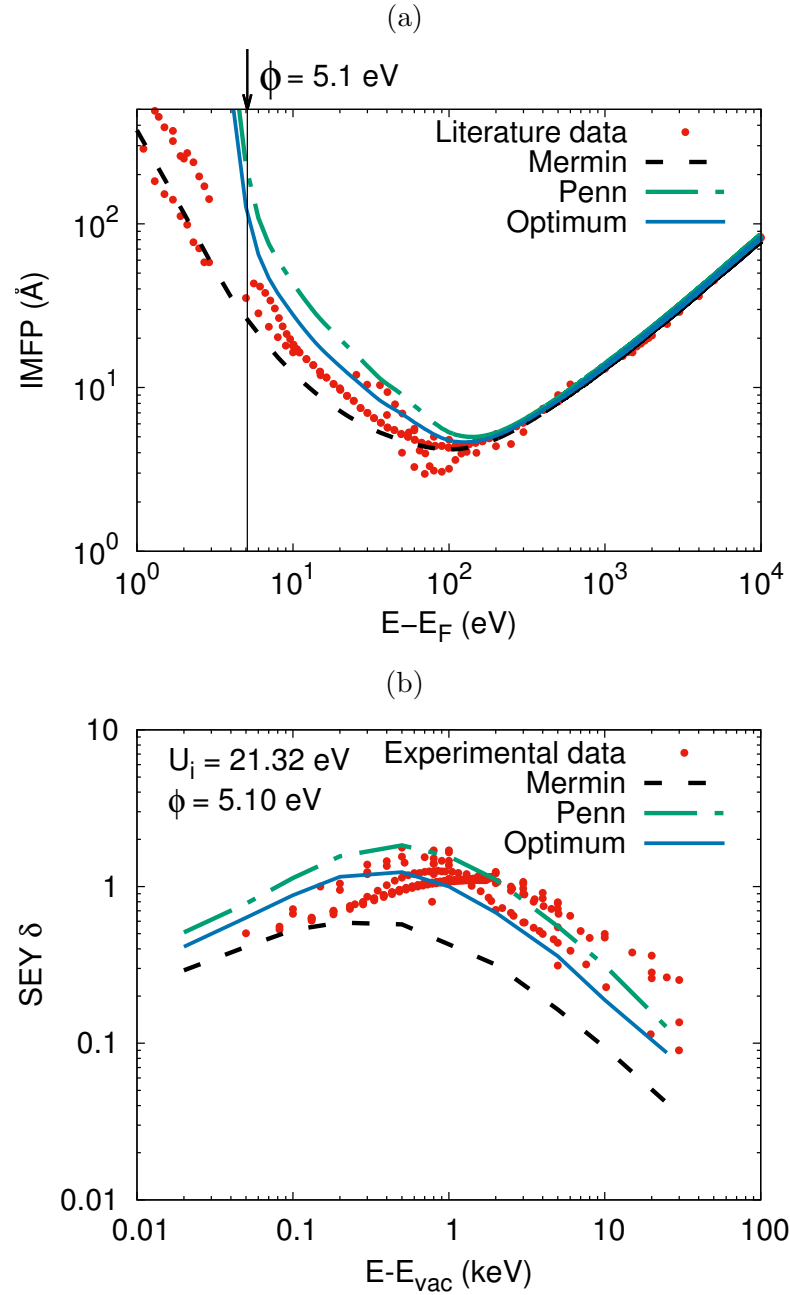 (a)
ϕ = 5.1 eV
Literature data
Mermin
Penn
Optimum
IMFP (Å)
10^2
10^1
10^0
10^0 10^1 10^2 10^3 10^4
E−E_F (eV)
(b)
U_i = 21.32 eV
ϕ = 5.10 eV
Experimental data
Mermin
Penn
Optimum
SEY δ
10
1
0.1
0.01
0.01 0.1 1 10 100
E-E_vac (keV)